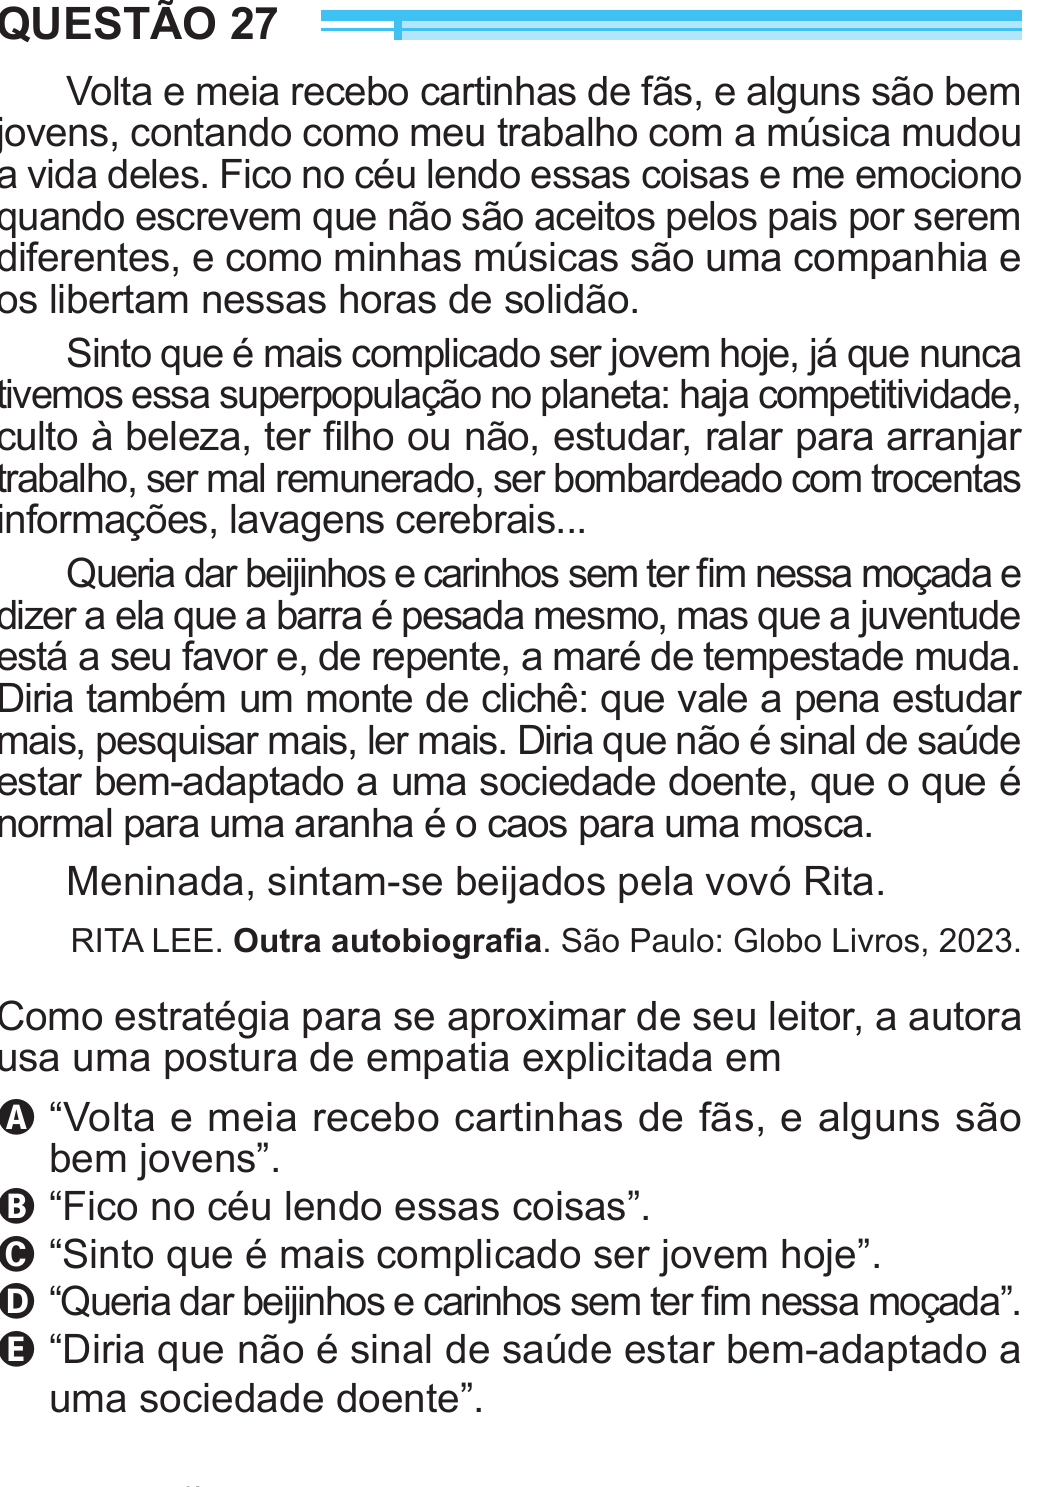 QUESTÃO 27
Volta e meia recebo cartinhas de fãs, e alguns são bem
jovens, contando como meu trabalho com a música mudou
a vida deles. Fico no céu lendo essas coisas e me emociono
quando escrevem que não são aceitos pelos pais por serem
diferentes, e como minhas músicas são uma companhia e
os libertam nessas horas de solidão.
Sinto que é mais complicado ser jovem hoje, já que nunca
tivemos essa superpopulação no planeta: haja competitividade,
culto à beleza, ter filho ou não, estudar, ralar para arranjar
trabalho, ser mal remunerado, ser bombardeado com trocentas
informações, lavagens cerebrais...
Queria dar beijinhos e carinhos sem ter fim nessa moçada e
dizer a ela que a barra é pesada mesmo, mas que a juventude
está a seu favor e, de repente, a maré de tempestade muda.
Diria também um monte de clichê: que vale a pena estudar
mais, pesquisar mais, ler mais. Diria que não é sinal de saúde
estar bem-adaptado a uma sociedade doente, que o que é
normal para uma aranha é o caos para uma mosca.
Meninada, sintam-se beijados pela vovó Rita.
RITA LEE. Outra autobiografia. São Paulo: Globo Livros, 2023.
Como estratégia para se aproximar de seu leitor, a autora
usa uma postura de empatia explicitada em
A “Volta e meia recebo cartinhas de fãs, e alguns são
bem jovens”.
B “Fico no céu lendo essas coisas”.
C “Sinto que é mais complicado ser jovem hoje”.
D “Queria dar beijinhos e carinhos sem ter fim nessa moçada”.
E “Diria que não é sinal de saúde estar bem-adaptado a
uma sociedade doente”.